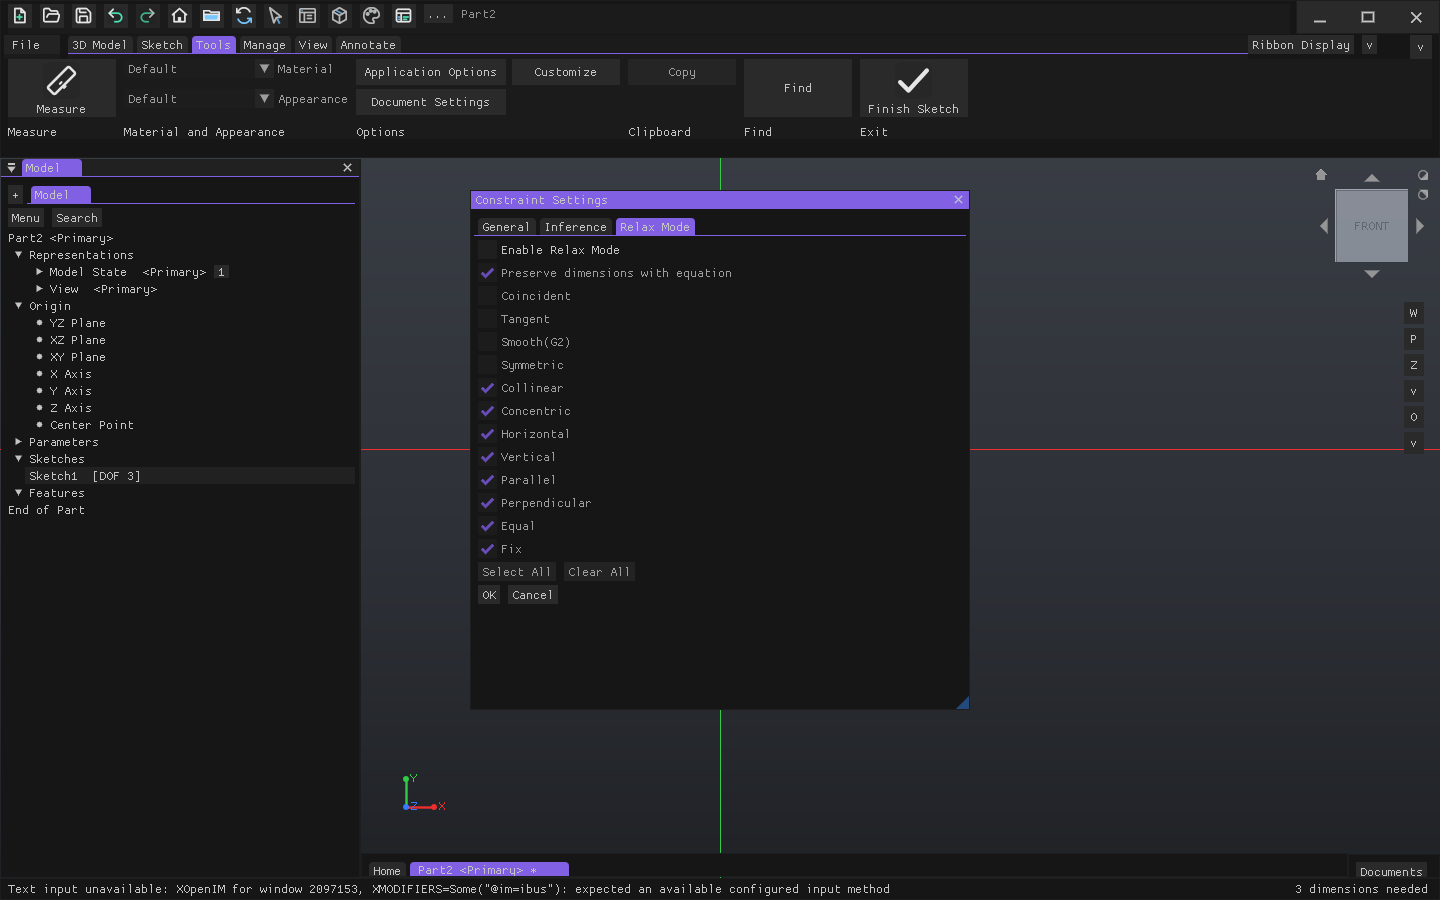 ... Part2
File 3D Model Sketch Tools Manage View Annotate Ribbon Display v v
Default Material
Default Appearance
Measure
Application Options
Document Settings
Customize
Copy
Find
Finish Sketch
Measure Material and Appearance Options Clipboard Find Exit
Model
+ Model
Menu Search
Part2 <Primary>
Representations
Model State <Primary> 1
View <Primary>
Origin
YZ Plane
XZ Plane
XY Plane
X Axis
Y Axis
Z Axis
Center Point
Parameters
Sketches
Sketch1 [DOF 3]
Features
End of Part
Constraint Settings
General Inference Relax Mode
Enable Relax Mode
Preserve dimensions with equation
Coincident
Tangent
Smooth(G2)
Symmetric
Collinear
Concentric
Horizontal
Vertical
Parallel
Perpendicular
Equal
Fix
Select All Clear All
OK Cancel
FRONT
W
P
Z
v
O
v
Y
Z X
Home Part2 <Primary> *
Documents
Text input unavailable: XOpenIM for window 2097153, XMODIFIERS=Some("@im=ibus"): expected an available configured input method
3 dimensions needed